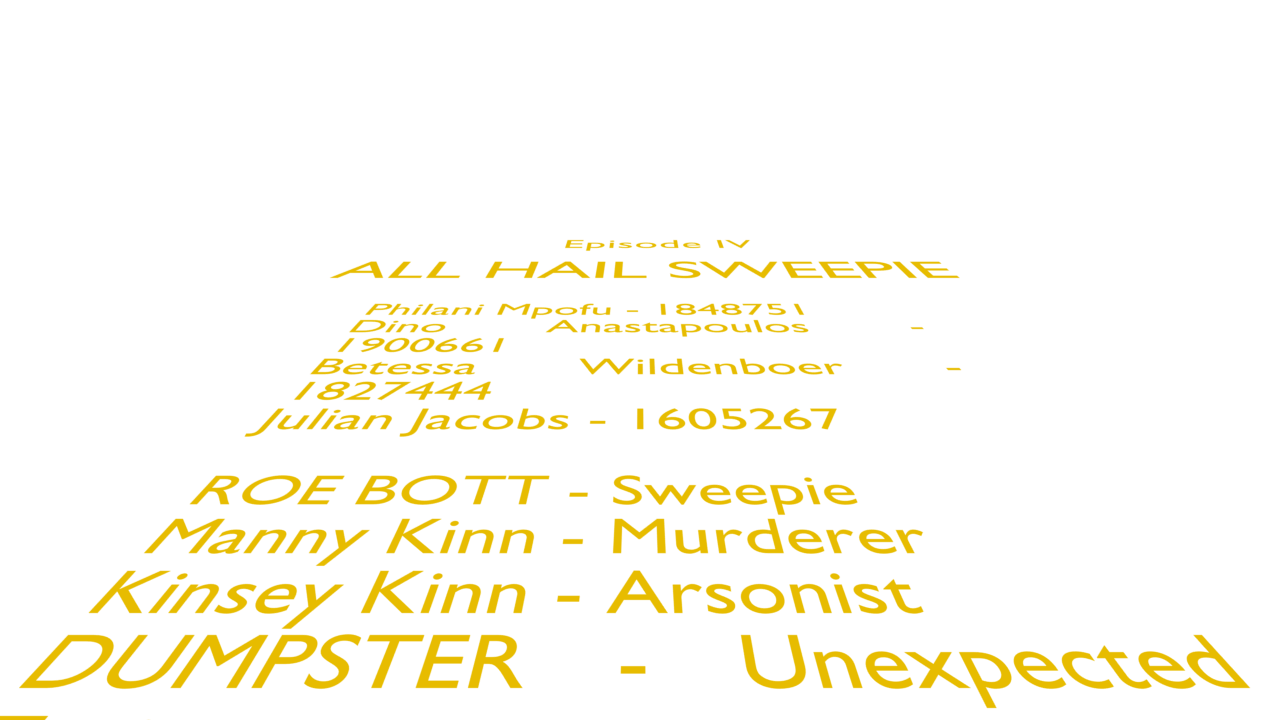 Episode IV
ALL HAIL SWEEPIE
Philani Mpofu - 1848751
Dino Anastapoulos -
1900661
Betessa Wildenboer -
1827444
Julian Jacobs - 1605267
ROE BOTT - Sweepie
Manny Kinn - Murderer
Kinsey Kinn - Arsonist
DUMPSTER - Unexpected